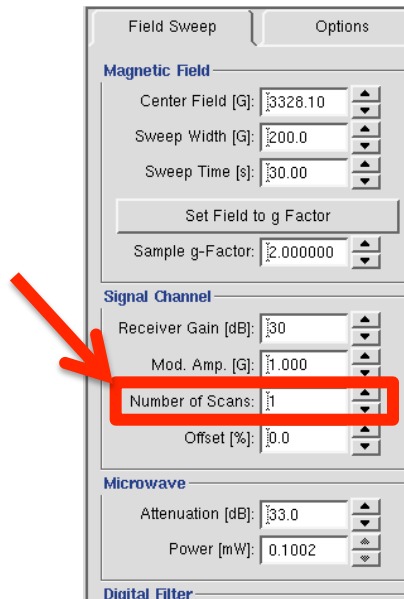 Field Sweep Options
Magnetic Field
Center Field [G]: 3328.10
Sweep Width [G]: 200.0
Sweep Time [s]: 30.00
Set Field to g Factor
Sample g-Factor: 2.000000
Signal Channel
Receiver Gain [dB]: 30
Mod. Amp. [G]: 1.000
Number of Scans: 1
Offset [%]: 0.0
Microwave
Attenuation [dB]: 33.0
Power [mW]: 0.1002
Digital Filter